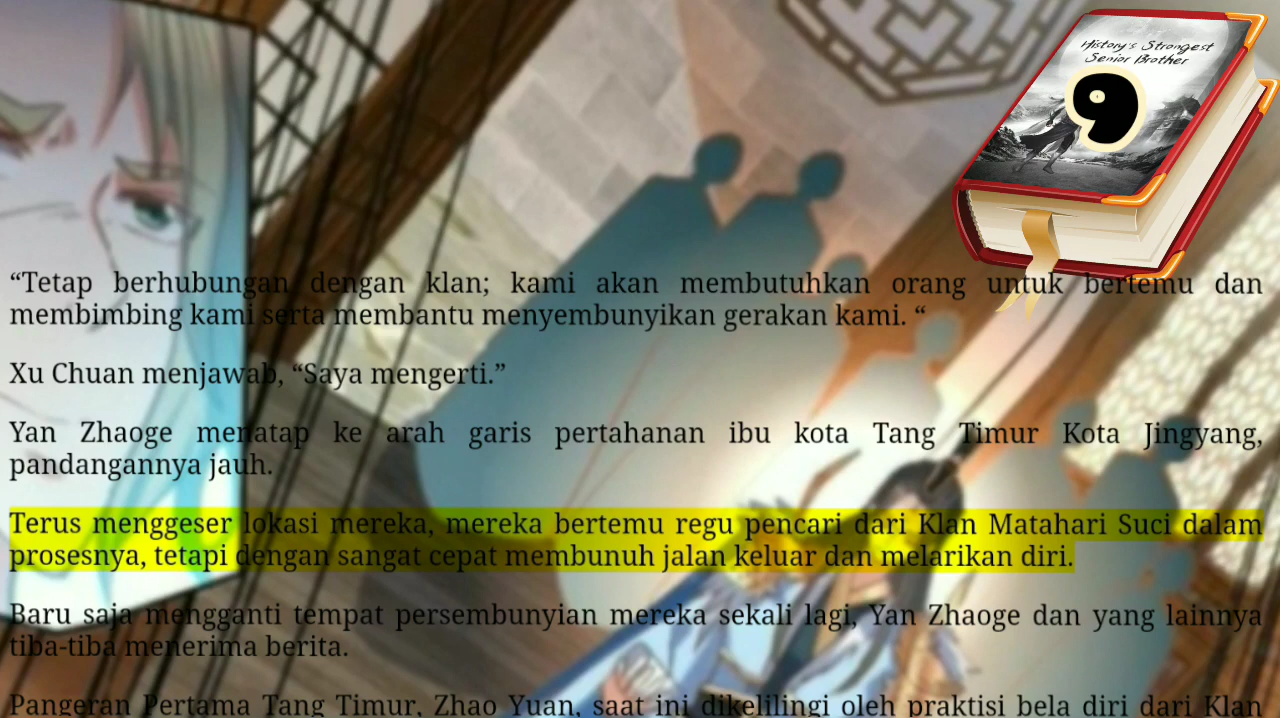 History's Strongest
Senior Brother
9
“Tetap berhubungan dengan klan; kami akan membutuhkan orang untuk bertemu dan
membimbing kami serta membantu menyembunyikan gerakan kami. “
Xu Chuan menjawab, “Saya mengerti.”
Yan Zhaoge menatap ke arah garis pertahanan ibu kota Tang Timur Kota Jingyang,
pandangannya jauh.
Terus menggeser lokasi mereka, mereka bertemu regu pencari dari Klan Matahari Suci dalam
prosesnya, tetapi dengan sangat cepat membunuh jalan keluar dan melarikan diri.
Baru saja mengganti tempat persembunyian mereka sekali lagi, Yan Zhaoge dan yang lainnya
tiba-tiba menerima berita.
Pangeran Pertama Tang Timur, Zhao Yuan, saat ini dikelilingi oleh praktisi bela diri dari Klan